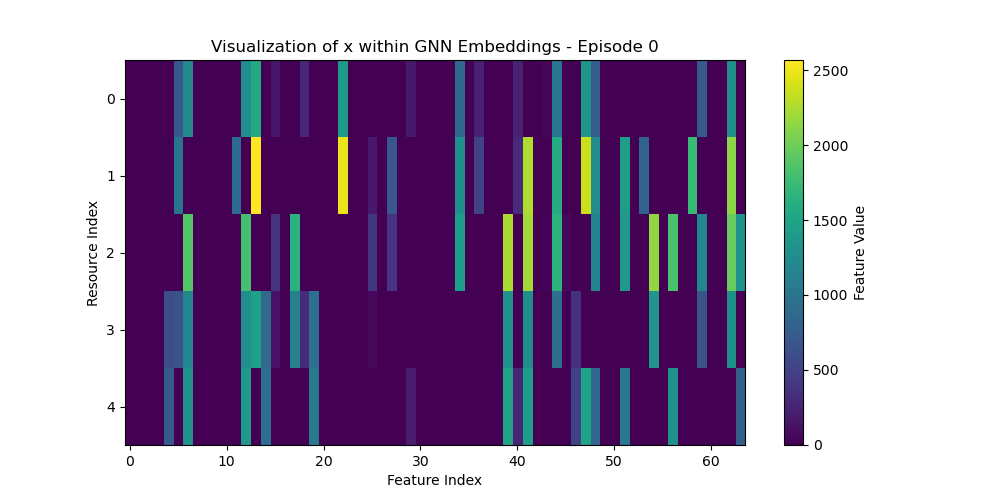 Visualization of x within GNN Embeddings - Episode 0
Resource Index
0
1
2
3
4
0 10 20 30 40 50 60
Feature Index
2500
2000
1500
1000
500
0
Feature Value